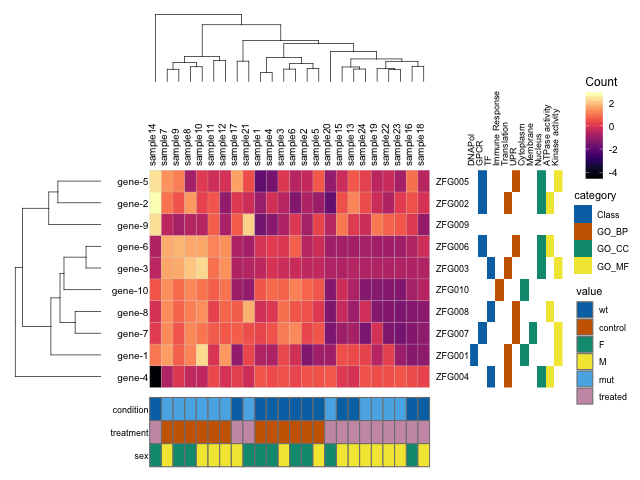 sample14
sample7
sample9
sample8
sample10
sample11
sample12
sample17
sample21
sample1
sample4
sample3
sample6
sample2
sample5
sample20
sample15
sample13
sample24
sample19
sample22
sample23
sample16
sample18
DNAPol
GPCR
TF
Immune Response
Translation
UPR
Cytoplasm
Membrane
Nucleus
ATPase activity
Kinase activity
gene-5
gene-2
gene-9
gene-6
gene-3
gene-10
gene-8
gene-7
gene-1
gene-4
ZFG005
ZFG002
ZFG009
ZFG006
ZFG003
ZFG010
ZFG008
ZFG007
ZFG001
ZFG004
condition
treatment
sex
Count
2
0
-2
-4
category
Class
GO_BP
GO_CC
GO_MF
value
wt
control
F
M
mut
treated